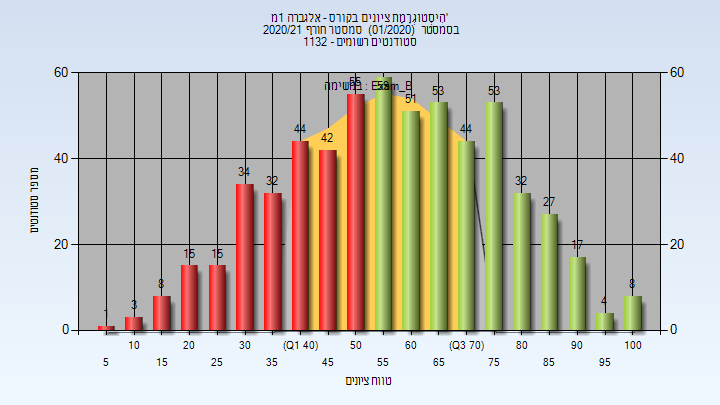 היסטוגרמת ציונים בקורס - אלגברה 1מ'
בסמסטר (01/2020) סמסטר חורף 2020/21
סטודנטים רשומים - 1132
במשימה : Exam_B
60 60
40 40
20 20
0 0
מספר סטודנטים
1 3 8 15 15 34 32 44 42 55 59 51 53 44 53 32 27 17 4 8
10 20 30 (Q1 40) 50 60 (Q3 70) 80 90 100
5 15 25 35 45 55 65 75 85 95
טווח ציונים